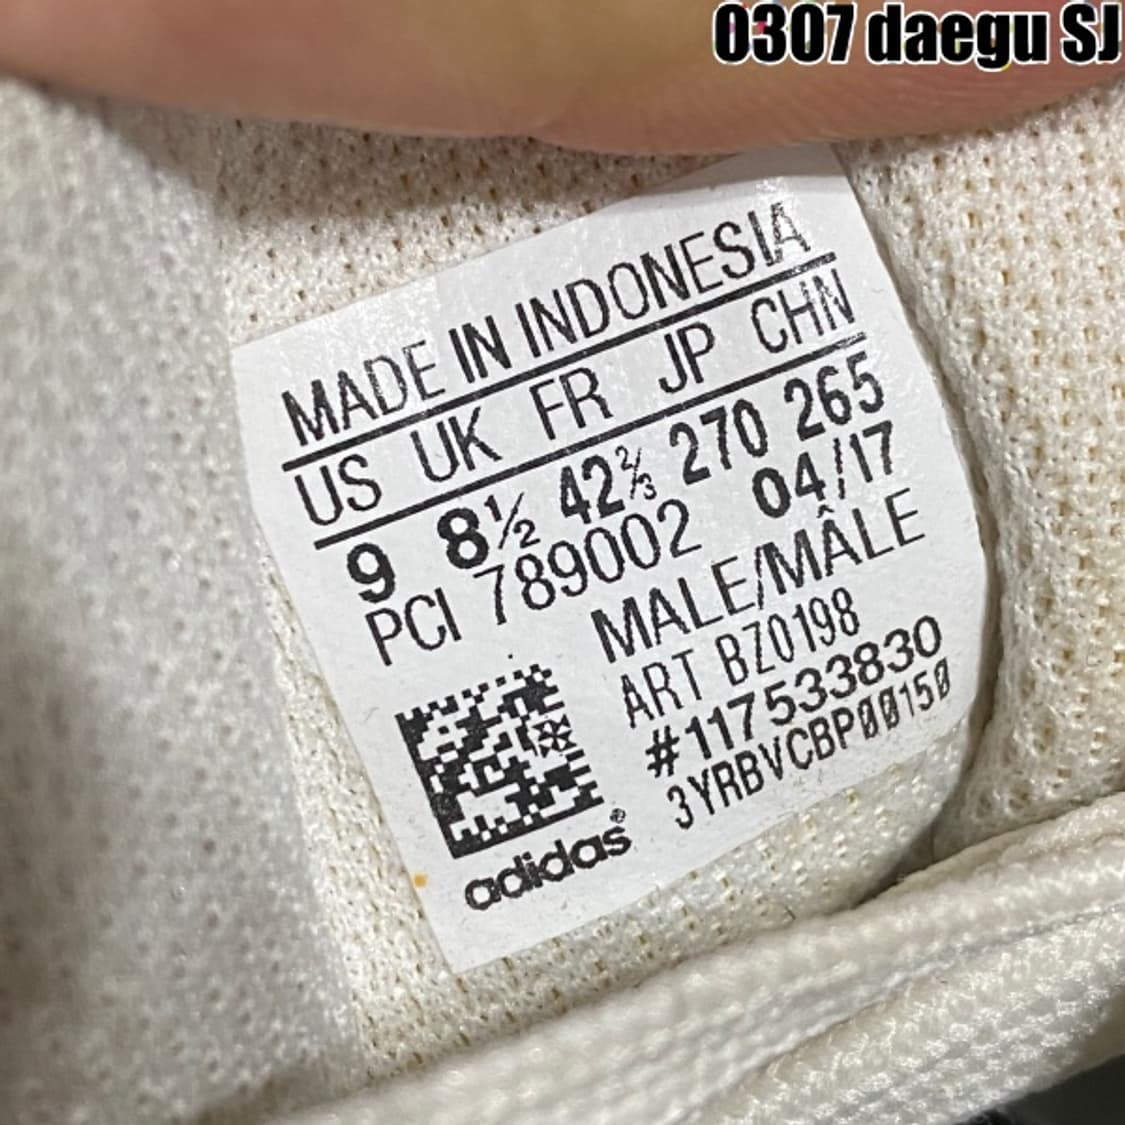 0307 daegu SJ
MADE IN INDONESIA
US UK FR JP CHN
9 8½ 42⅔ 270 265
PCI 789002 04/17
MALE/MÂLE
ART BZ0198
#117533830
3YRBVCBP00150
adidas®